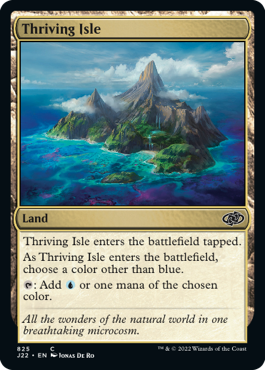 Thriving Isle
Land
Thriving Isle enters the battlefield tapped.
As Thriving Isle enters the battlefield,
choose a color other than blue.
: Add or one mana of the chosen
color.
All the wonders of the natural world in one
breathtaking microcosm.
825 C
J22 • EN Jonas De Ro
™ & © 2022 Wizards of the Coast